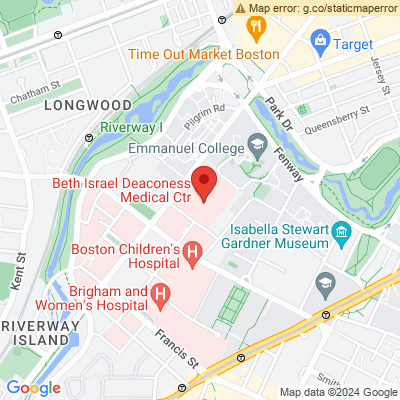 Map error: g.co/staticmaperror
Time Out Market Boston
Target
Jersey St
Chatham St
LONGWOOD
Pilgrim Rd
Park Dr
Queensberry St
Riverway I
Emmanuel College
Fenway
Beth Israel Deaconess
Medical Ctr
Isabella Stewart
Gardner Museum
Boston Children's
Hospital
Kent St
Brigham and
Women's Hospital
RIVERWAY
ISLAND
Francis St
Smith
Google
Map data ©2024 Google